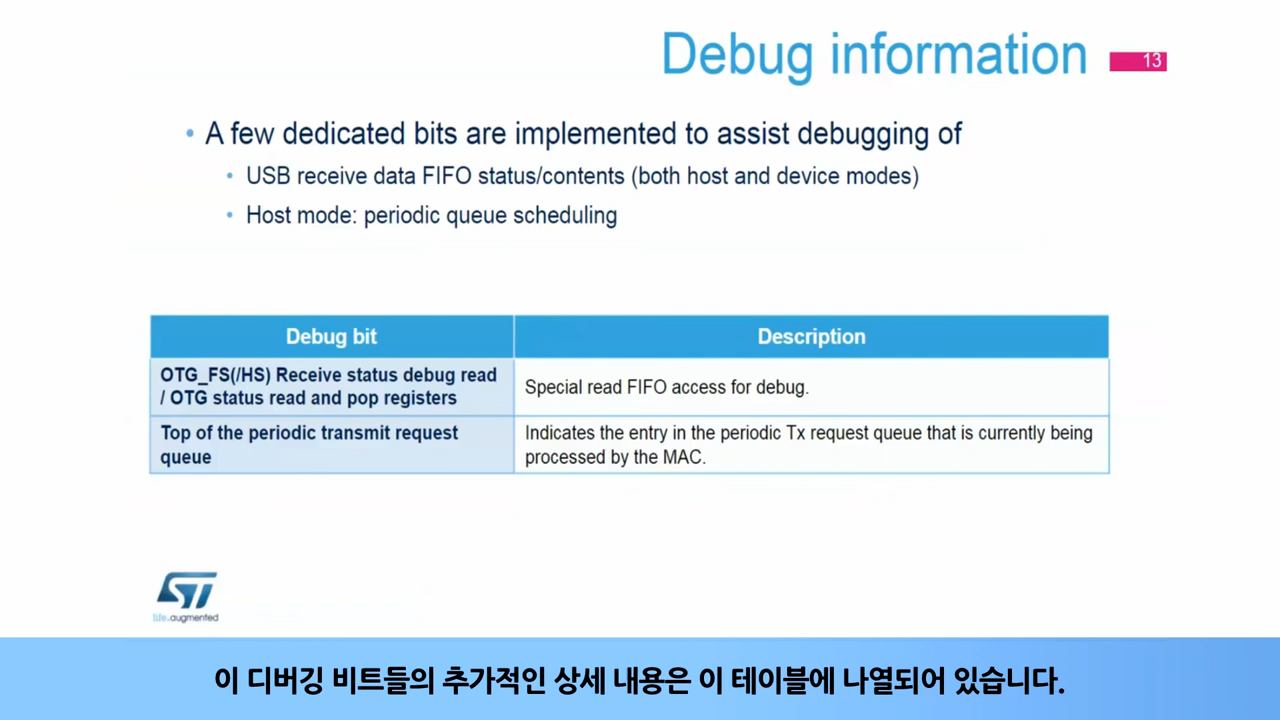 Debug information
13
• A few dedicated bits are implemented to assist debugging of
• USB receive data FIFO status/contents (both host and device modes)
• Host mode: periodic queue scheduling
Debug bit
Description
OTG_FS(/HS) Receive status debug read
/ OTG status read and pop registers
Special read FIFO access for debug.
Top of the periodic transmit request
queue
Indicates the entry in the periodic Tx request queue that is currently being
processed by the MAC.
ST
life.augmented
이 디버깅 비트들의 추가적인 상세 내용은 이 테이블에 나열되어 있습니다.